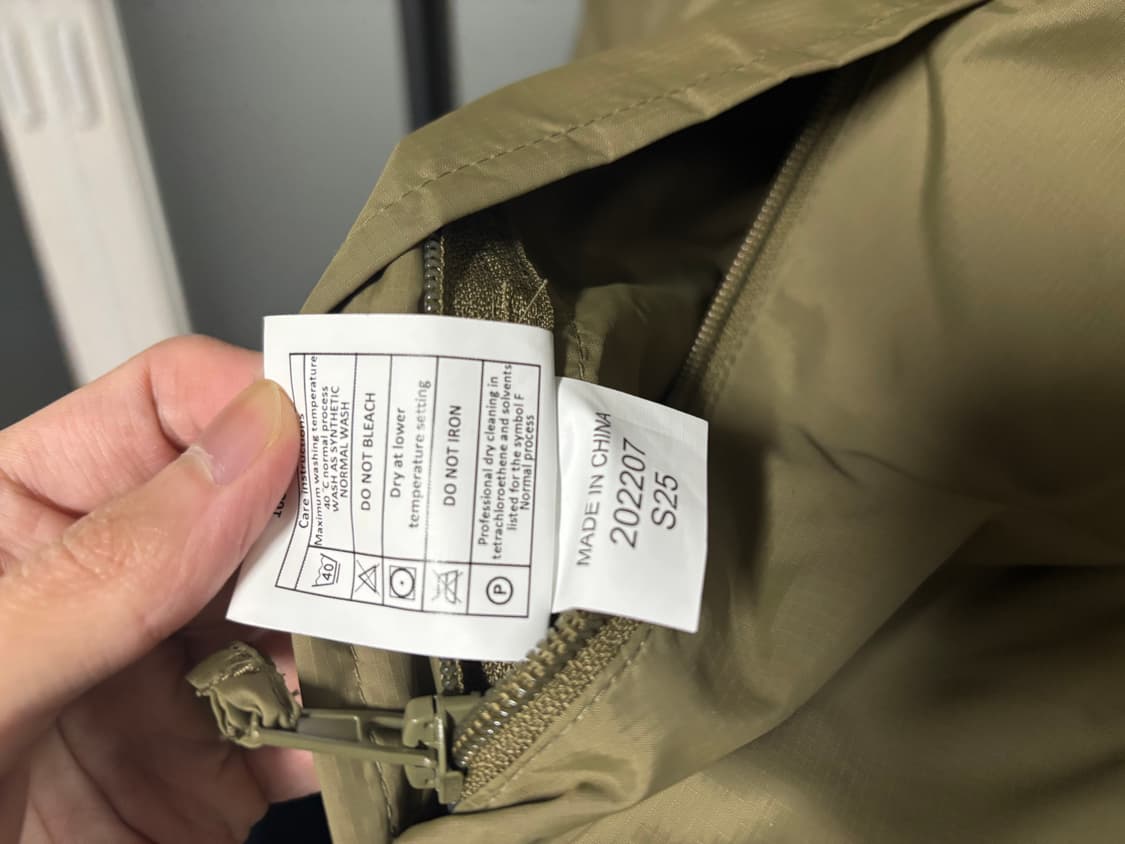 Care Instructions
40
Maximum washing temperature
40 °C normal process
WASH AS SYNTHETIC
NORMAL WASH
DO NOT BLEACH
Dry at lower
temperature setting
DO NOT IRON
P
Professional dry cleaning in
tetrachloroethene and solvents
listed for the symbol F
Normal process
MADE IN CHINA
202207
S25